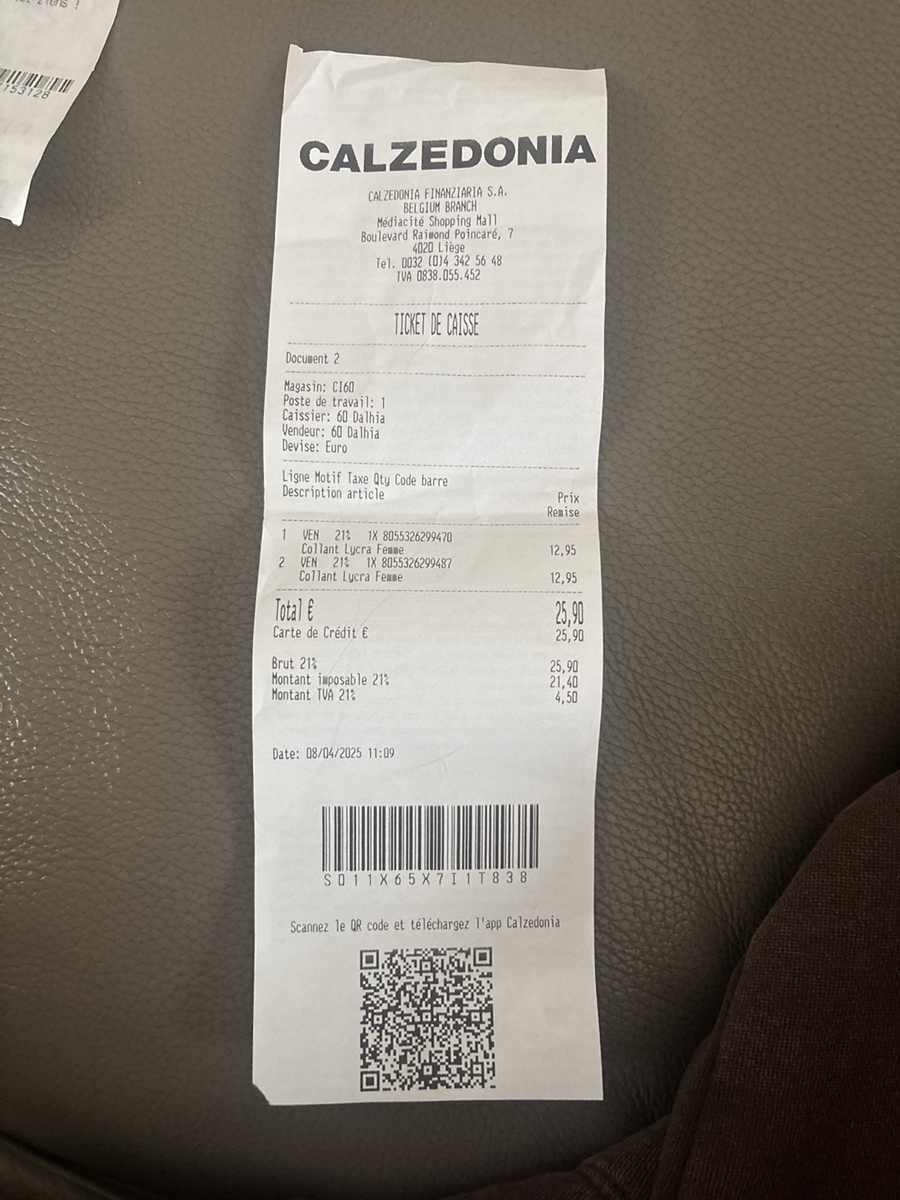 153128
CALZEDONIA
CALZEDONIA FINANZIARIA S.A.
BELGIUM BRANCH
Médiacité Shopping Mall
Boulevard Raimond Poincaré, 7
4020 Liège
Tel. 0032 (0)4 342 56 48
IVA 0838.055.452
TICKET DE CAISSE
Document 2
Magasin: CI60
Poste de travail: 1
Caissier: 60 Dalhia
Vendeur: 60 Dalhia
Devise: Euro
Ligne Motif Taxe Qty Code barre
Description article Prix
Remise
1 VEN 21% 1X 8055326299470
Collant Lycra Femme 12,95
2 VEN 21% 1X 8055326299487
Collant Lycra Femme 12,95
Total € 25,90
Carte de Crédit € 25,90
Brut 21% 25,90
Montant imposable 21% 21,40
Montant TVA 21% 4,50
Date: 08/04/2025 11:09
S011X65X7I1T838
Scannez le QR code et téléchargez l'app Calzedonia